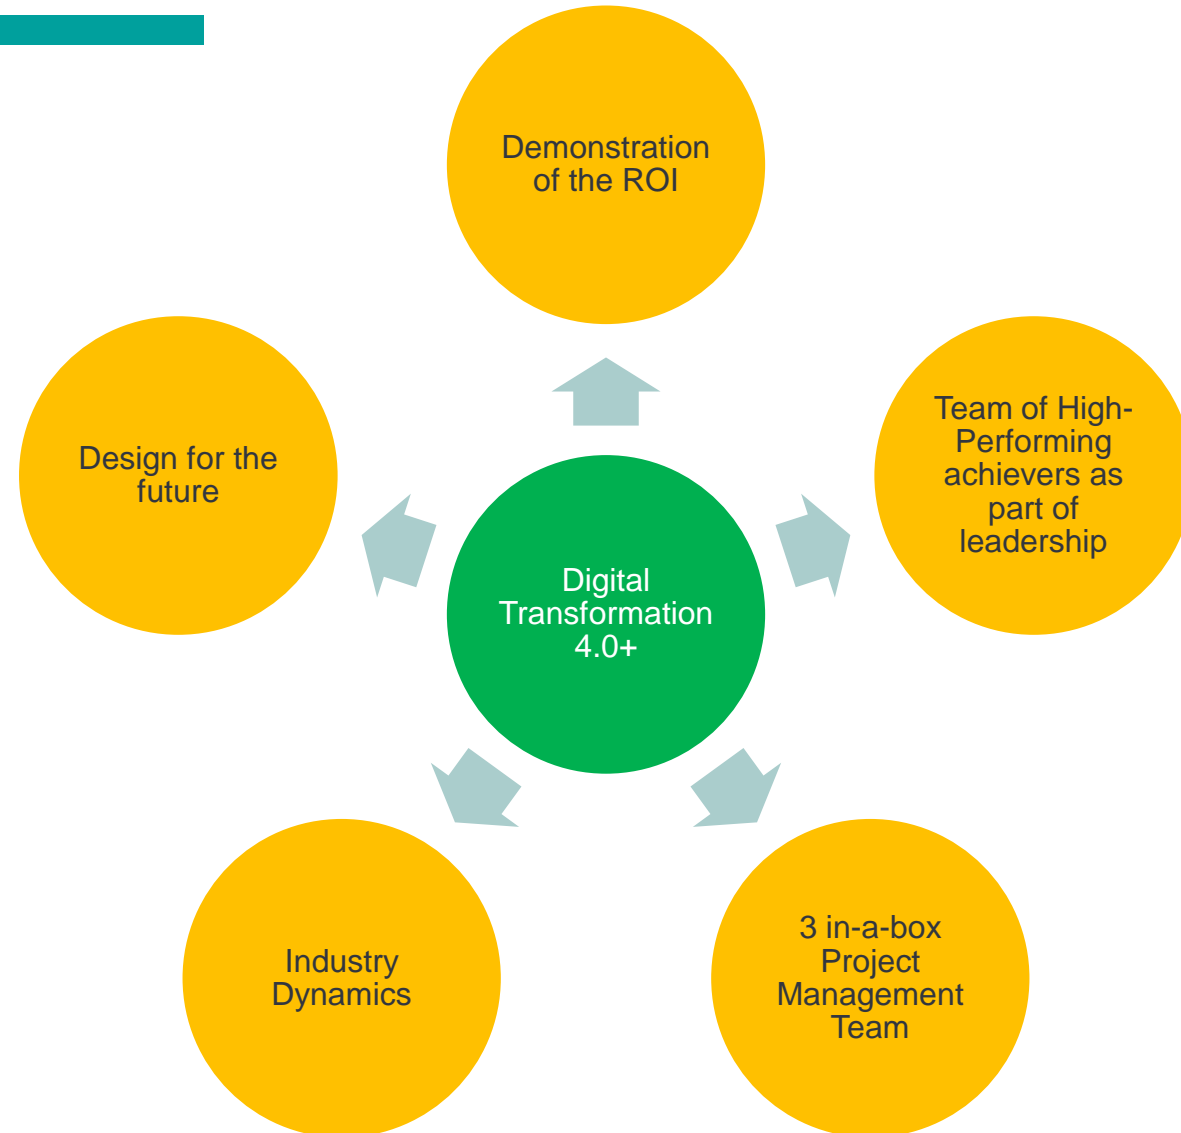 Demonstration
of the ROI
Team of High-
Performing
achievers as
part of
leadership
Design for the
future
Digital
Transformation
4.0+
3 in-a-box
Project
Management
Team
Industry
Dynamics